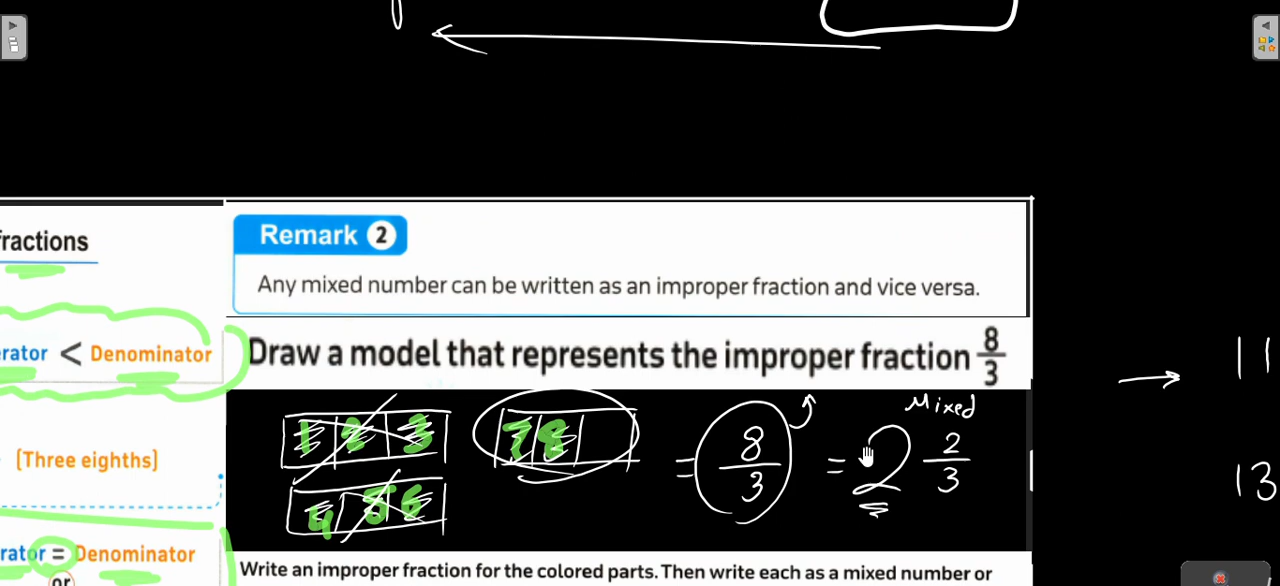 fractions
Remark 2
Any mixed number can be written as an improper fraction and vice versa.
erator < Denominator
Draw a model that represents the improper fraction 8/3
1 2 3 7 8 = 8/3 = 2 2/3 Mixed
4 5 6
(Three eighths)
erator = Denominator
or
Write an improper fraction for the colored parts. Then write each as a mixed number or
11
13